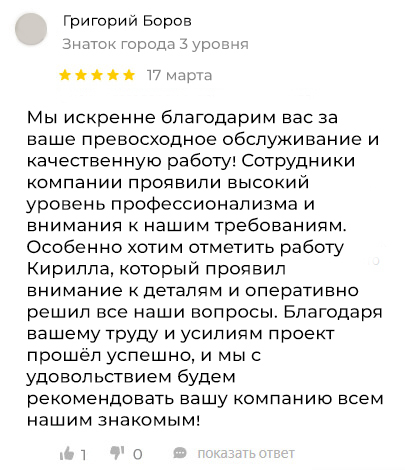 Григорий Боров
Знаток города 3 уровня
17 марта
Мы искренне благодарим вас за
ваше превосходное обслуживание и
качественную работу! Сотрудники
компании проявили высокий
уровень профессионализма и
внимания к нашим требованиям.
Особенно хотим отметить работу
Кирилла, который проявил
внимание к деталям и оперативно
решил все наши вопросы. Благодаря
вашему труду и усилиям проект
прошёл успешно, и мы с
удовольствием будем
рекомендовать вашу компанию всем
нашим знакомым!
1 0 показать ответ